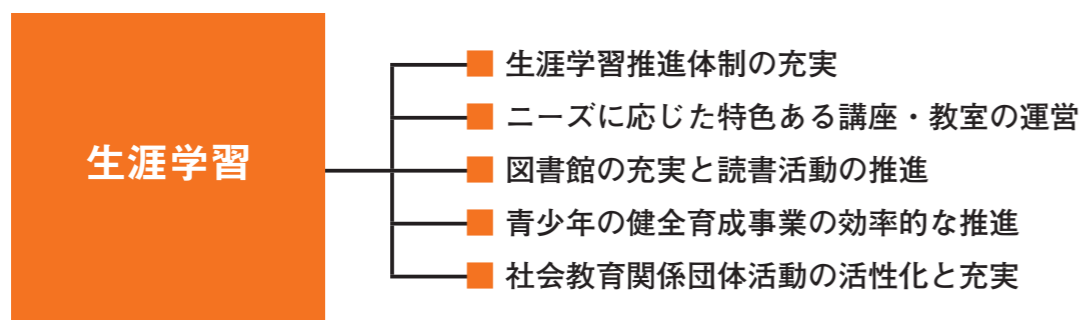 生涯学習
生涯学習推進体制の充実
ニーズに応じた特色ある講座・教室の運営
図書館の充実と読書活動の推進
青少年の健全育成事業の効率的な推進
社会教育関係団体活動の活性化と充実